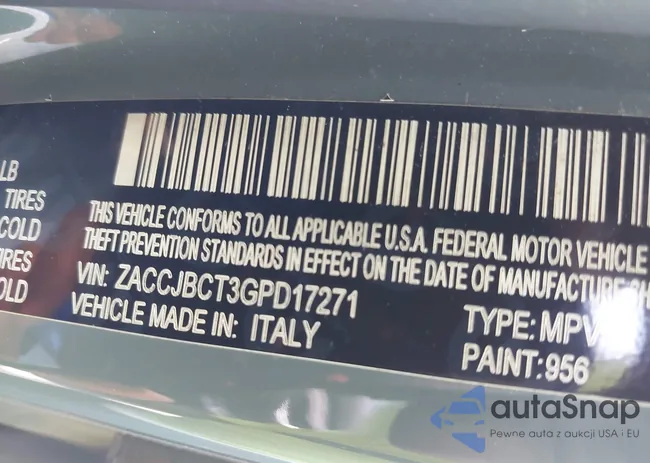 LB
TIRES
COLD
RES
OLD
THIS VEHICLE CONFORMS TO ALL APPLICABLE U.S.A. FEDERAL MOTOR VEHICLE
THEFT PREVENTION STANDARDS IN EFFECT ON THE DATE OF MANUFACTURE SH
VIN: ZACCJBCT3GPD17271 TYPE: MPV
VEHICLE MADE IN: ITALY PAINT: 956
autaSnap
Pewne auta z aukcji USA i EU